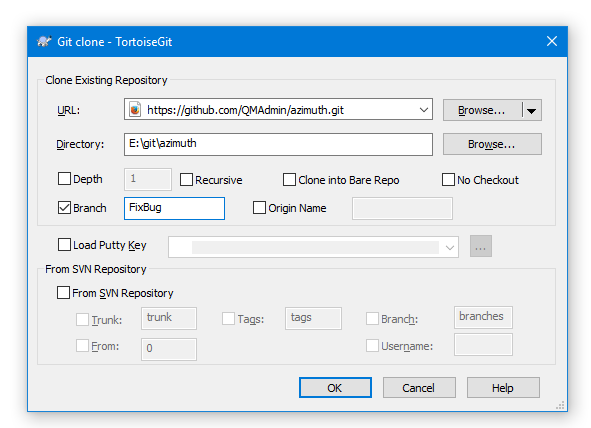 Git clone - TortoiseGit
Clone Existing Repository
URL: https://github.com/QMAdmin/azimuth.git Browse...
Directory: E:\git\azimuth Browse...
Depth 1 Recursive Clone into Bare Repo No Checkout
Branch FixBug Origin Name
Load Putty Key ...
From SVN Repository
From SVN Repository
Trunk: trunk Tags: tags Branch: branches
From: 0 Username:
OK Cancel Help